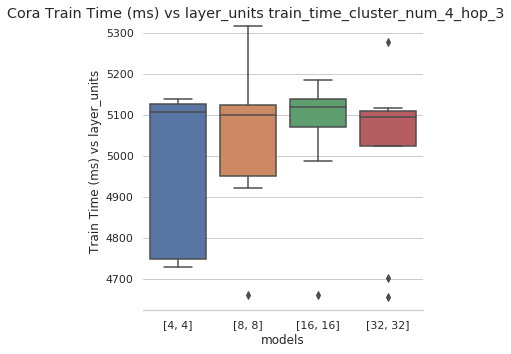 Cora Train Time (ms) vs layer_units train_time_cluster_num_4_hop_3
Train Time (ms) vs layer_units
5300
5200
5100
5000
4900
4800
4700
[4, 4] [8, 8] [16, 16] [32, 32]
models